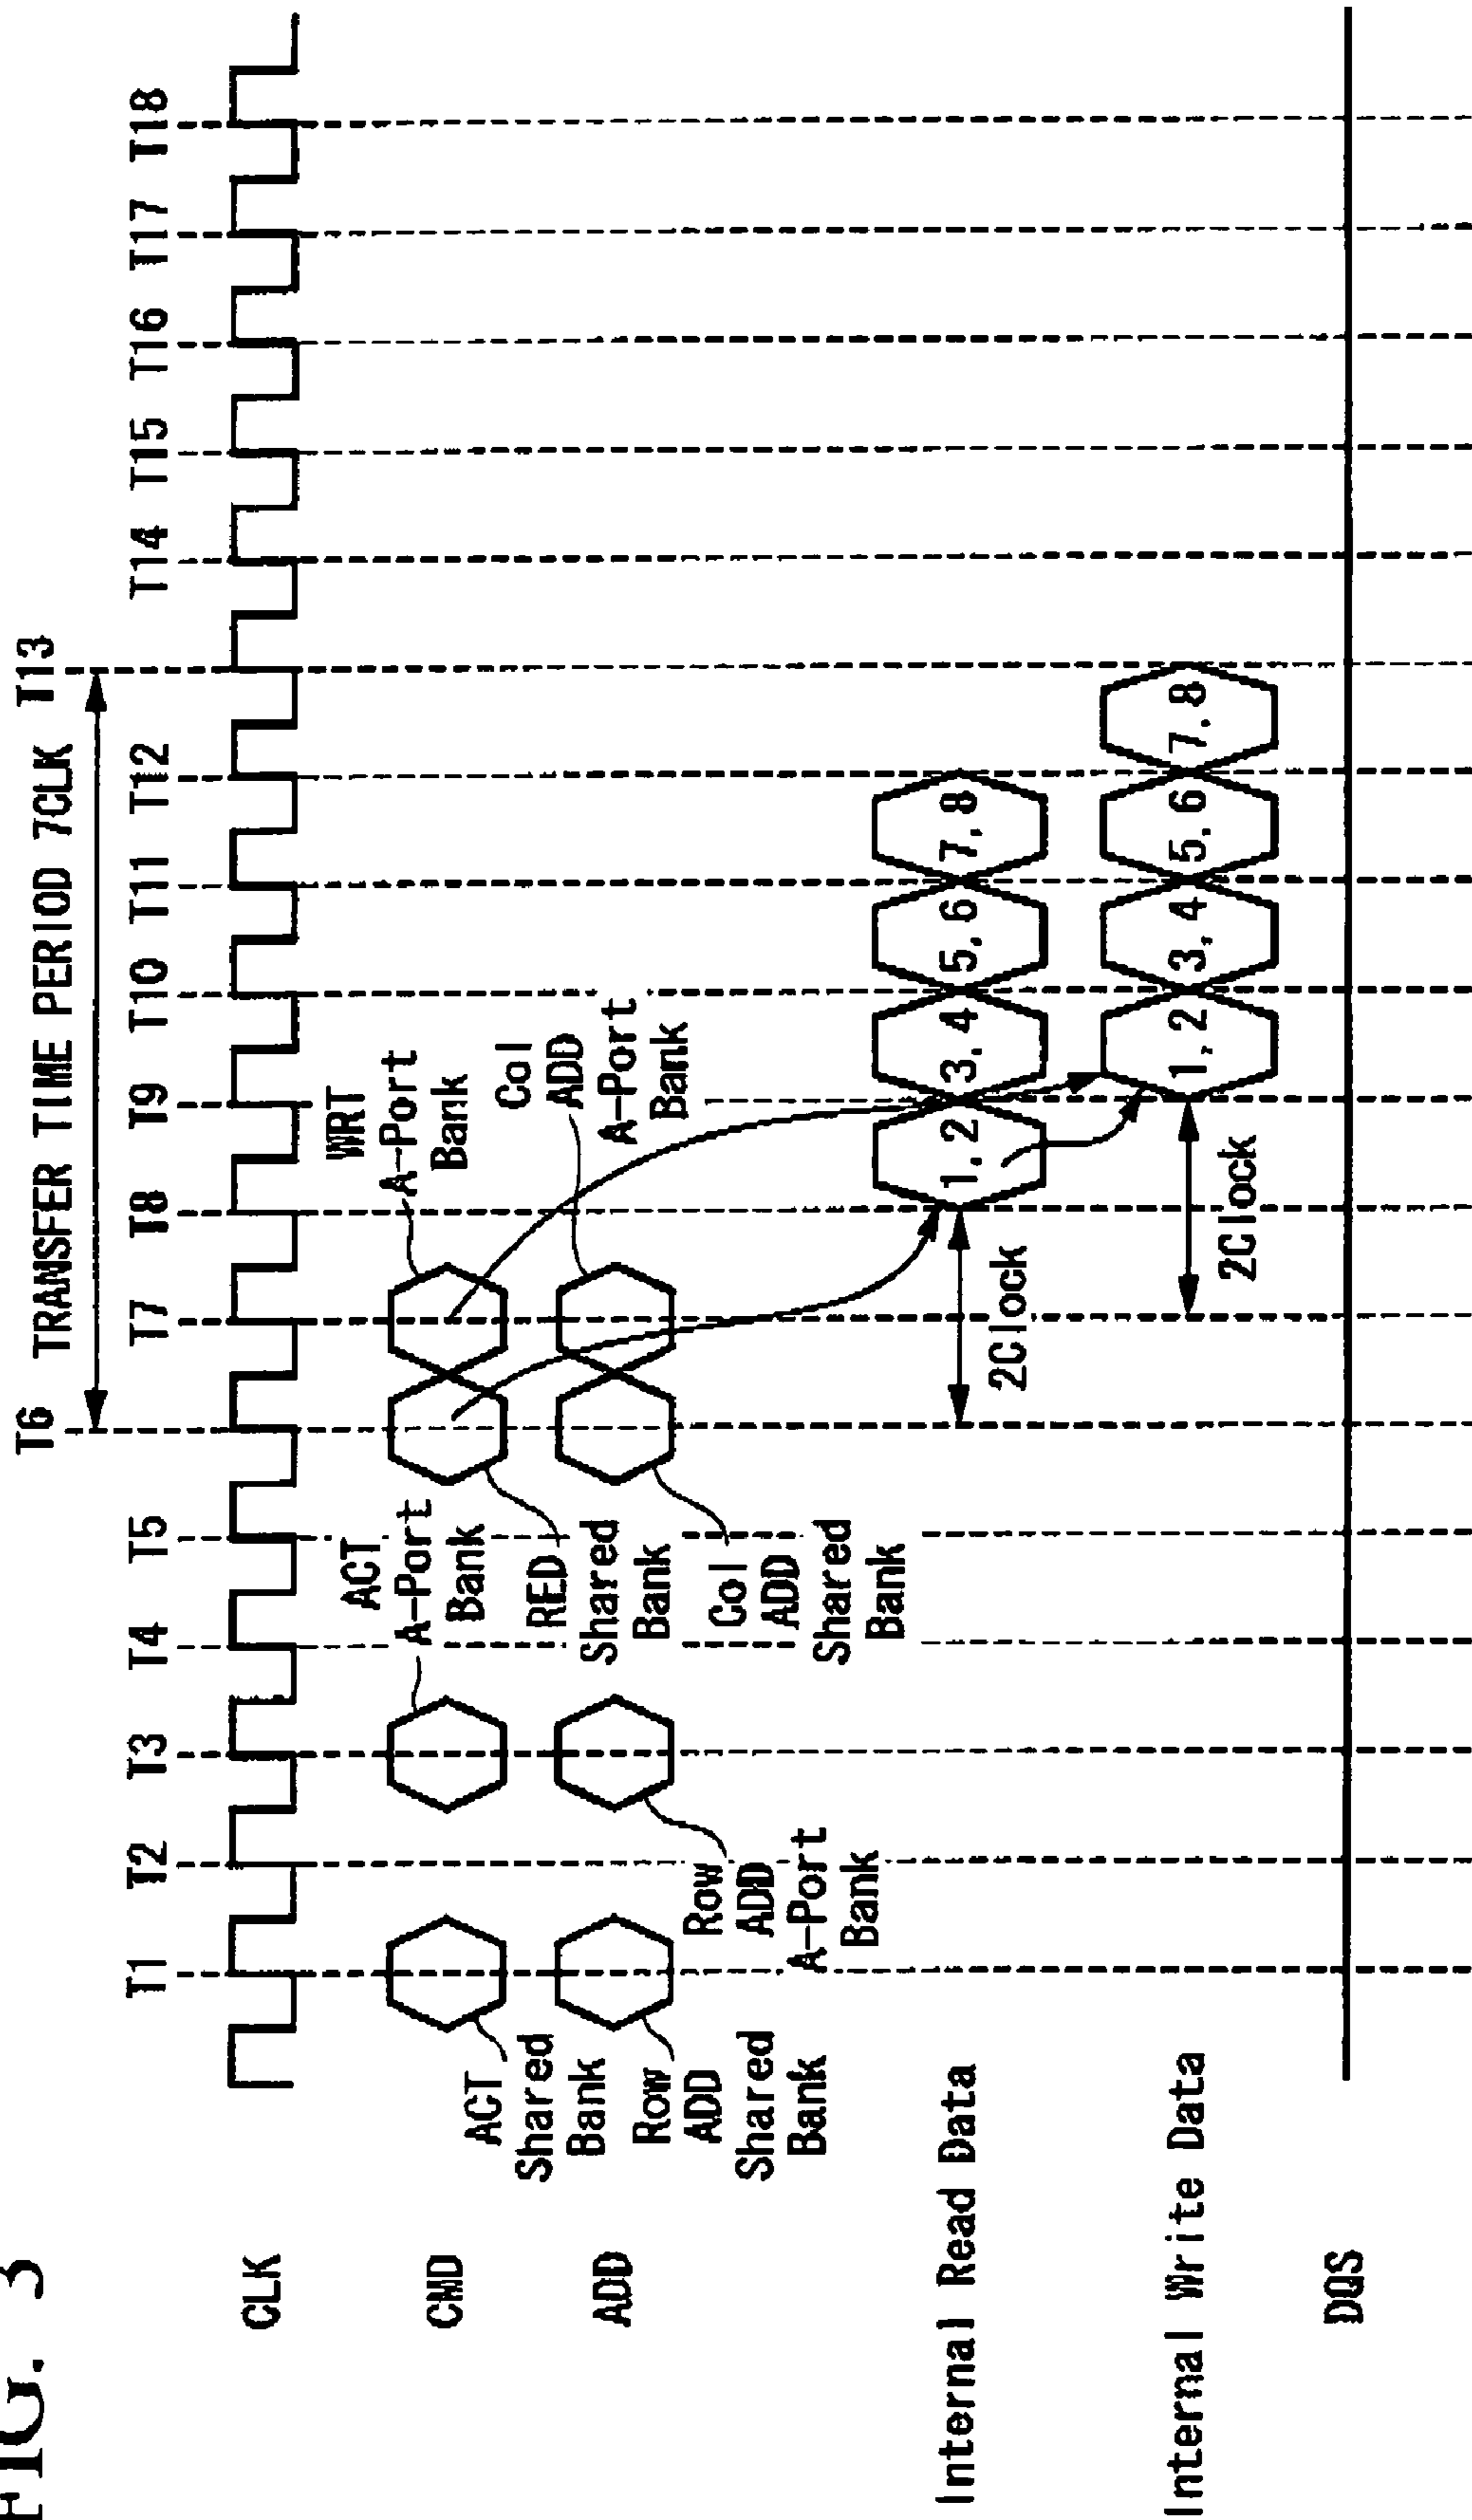 FIG. 3
T6 TRANSFER TIME PERIOD 7CLK T13
T1 T2 T3 T4 T5 T7 T8 T9 T10 T11 T12 T14 T15 T16 T17 T18
CLK
CMD
ACT
Shared
Bank
ACT
A-Port
Bank
RED
Shared
Bank
WRT
A-Port
Bank
ADD
Row
ADD
Shared
Bank
Row
ADD
A-Port
Bank
Col
ADD
Shared
Bank
Col
ADD
A-Port
Bank
Internal Read Data
1, 2 3, 4 5, 6 7, 8
2Clock
Internal Write Data
1, 2 3, 4 5, 6 7, 8
2Clock
DQS